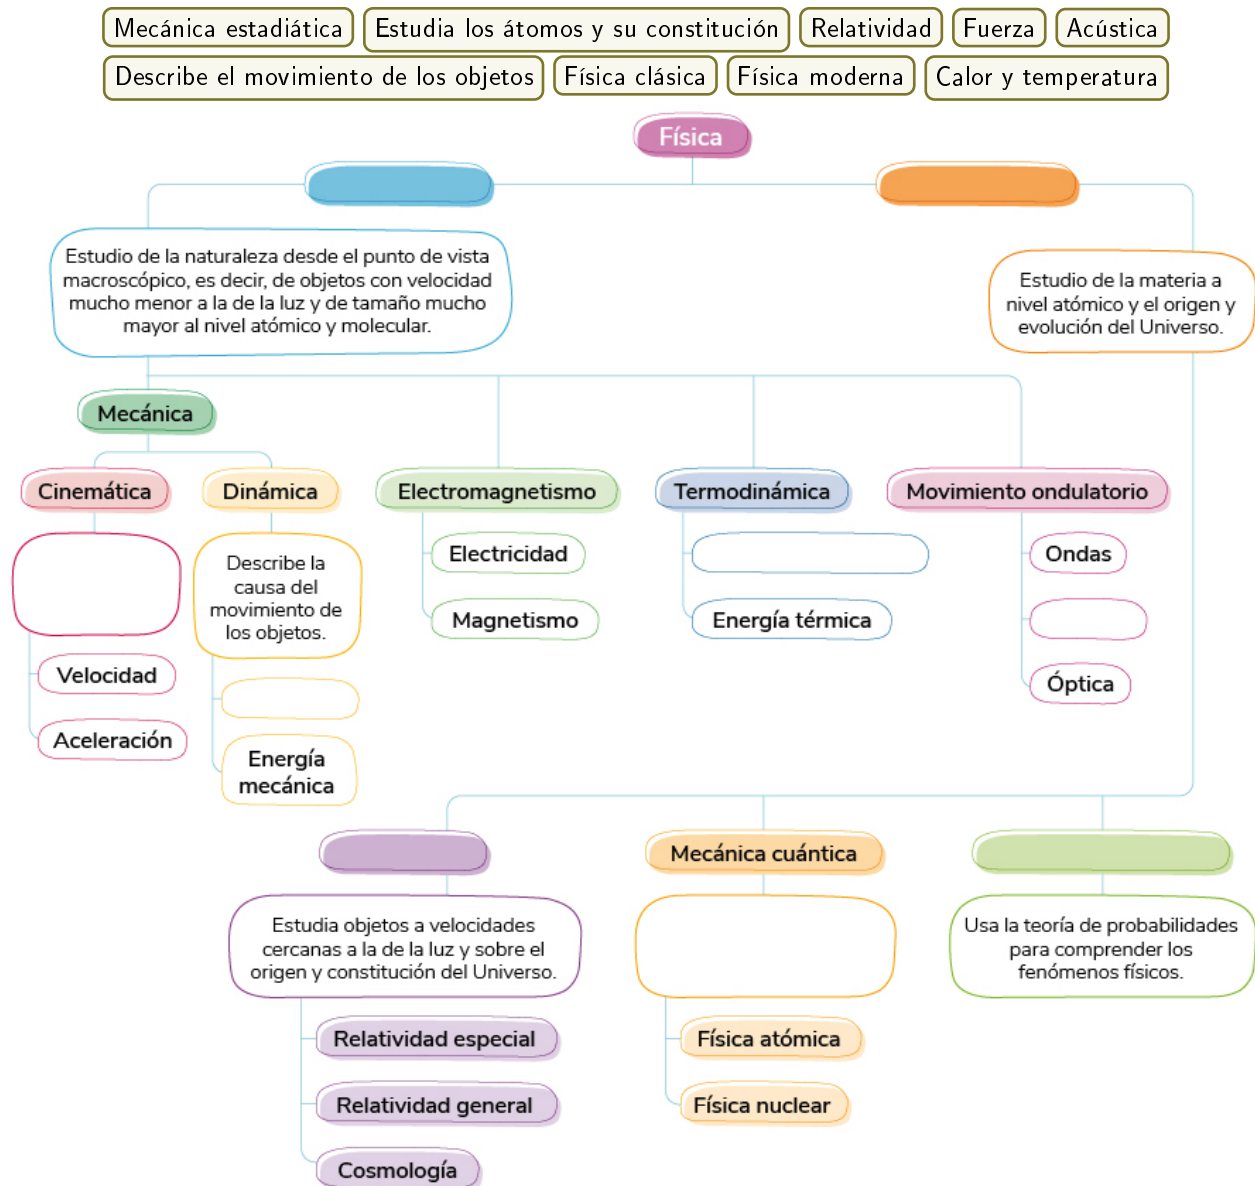 Mecánica estadiática Estudia los átomos y su constitución Relatividad Fuerza Acústica
Describe el movimiento de los objetos Física clásica Física moderna Calor y temperatura
Física
Estudio de la naturaleza desde el punto de vista
macroscópico, es decir, de objetos con velocidad
mucho menor a la de la luz y de tamaño mucho
mayor al nivel atómico y molecular.
Estudio de la materia a
nivel atómico y el origen y
evolución del Universo.
Mecánica
Cinemática
Dinámica
Electromagnetismo
Termodinámica
Movimiento ondulatorio
Describe la
causa del
movimiento de
los objetos.
Electricidad
Magnetismo
Energía térmica
Ondas
Óptica
Velocidad
Aceleración
Energía
mecánica
Mecánica cuántica
Estudia objetos a velocidades
cercanas a la de la luz y sobre el
origen y constitución del Universo.
Usa la teoría de probabilidades
para comprender los
fenómenos físicos.
Relatividad especial
Relatividad general
Cosmología
Física atómica
Física nuclear